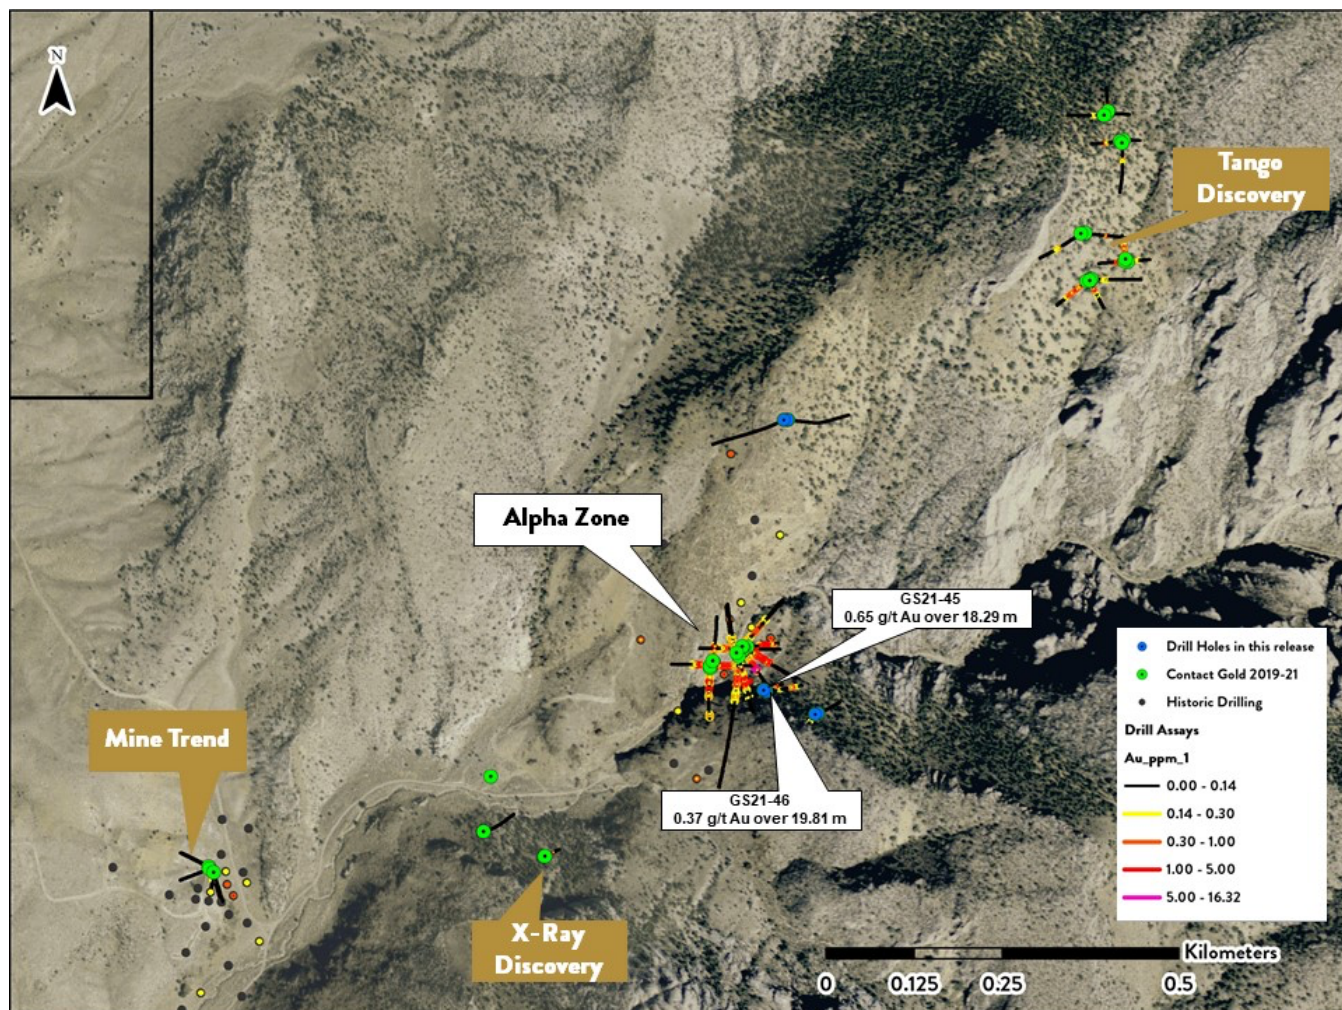 N
Tango
Discovery
Alpha Zone
GS21-45
0.65 g/t Au over 18.29 m
Drill Holes in this release
Contact Gold 2019-21
Historic Drilling
Drill Assays
Au_ppm_1
0.00 - 0.14
0.14 - 0.30
0.30 - 1.00
1.00 - 5.00
5.00 - 16.32
Mine Trend
GS21-46
0.37 g/t Au over 19.81 m
X-Ray
Discovery
Kilometers
0 0.125 0.25 0.5